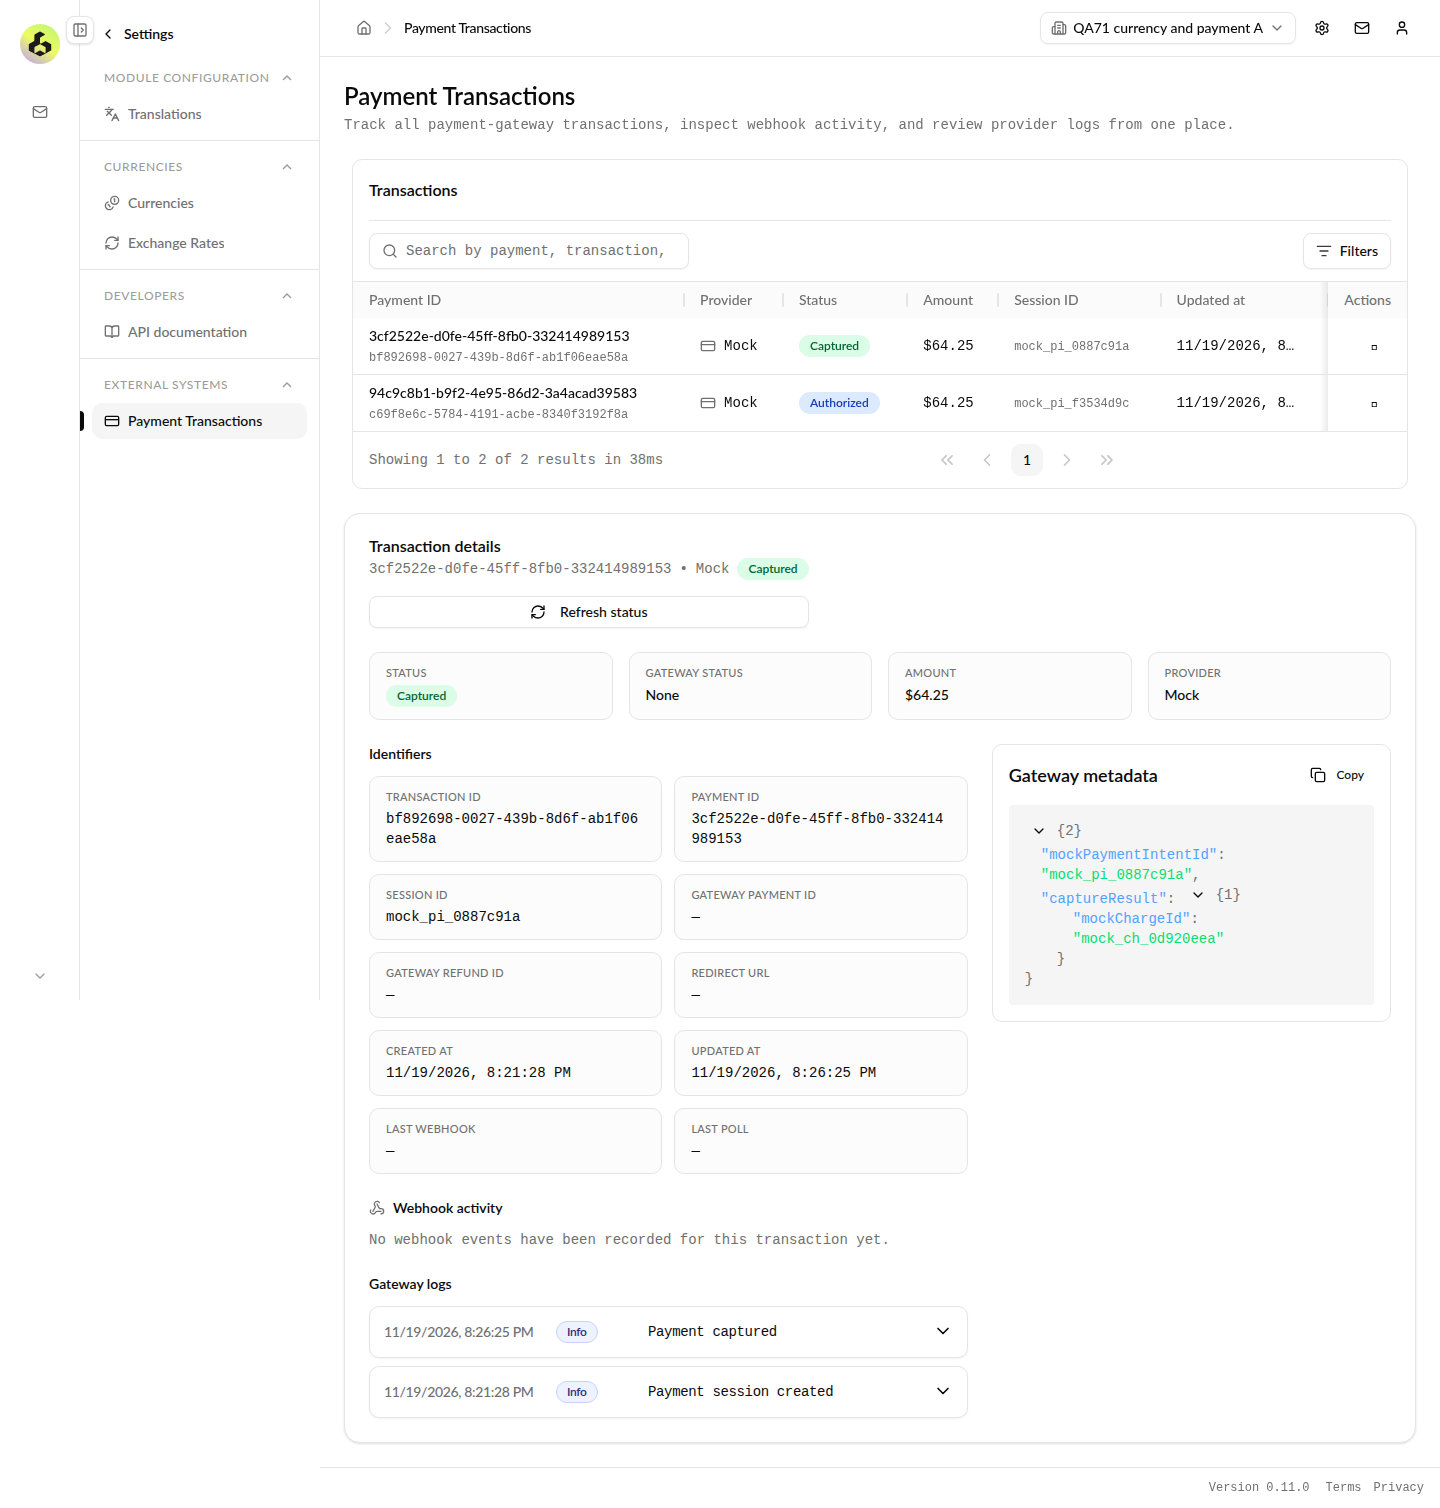 Settings
MODULE CONFIGURATION
Translations
CURRENCIES
Currencies
Exchange Rates
DEVELOPERS
API documentation
EXTERNAL SYSTEMS
Payment Transactions
Payment Transactions
QA71 currency and payment A
Payment Transactions
Track all payment-gateway transactions, inspect webhook activity, and review provider logs from one place.
Transactions
Search by payment, transaction,
Filters
Payment ID Provider Status Amount Session ID Updated at Actions
3cf2522e-d0fe-45ff-8fb0-332414989153
bf892698-0027-439b-8d6f-ab1f06eae58a
Mock Captured $64.25 mock_pi_0887c91a 11/19/2026, 8…
94c9c8b1-b9f2-4e95-86d2-3a4acad39583
c69f8e6c-5784-4191-acbe-8340f3192f8a
Mock Authorized $64.25 mock_pi_f3534d9c 11/19/2026, 8…
Showing 1 to 2 of 2 results in 38ms
1
Transaction details
3cf2522e-d0fe-45ff-8fb0-332414989153 • Mock Captured
Refresh status
STATUS
Captured
GATEWAY STATUS
None
AMOUNT
$64.25
PROVIDER
Mock
Identifiers
TRANSACTION ID
bf892698-0027-439b-8d6f-ab1f06
eae58a
PAYMENT ID
3cf2522e-d0fe-45ff-8fb0-332414
989153
SESSION ID
mock_pi_0887c91a
GATEWAY PAYMENT ID
—
GATEWAY REFUND ID
—
REDIRECT URL
—
CREATED AT
11/19/2026, 8:21:28 PM
UPDATED AT
11/19/2026, 8:26:25 PM
LAST WEBHOOK
—
LAST POLL
—
Gateway metadata
Copy
{2}
"mockPaymentIntentId":
"mock_pi_0887c91a",
"captureResult": {1}
"mockChargeId":
"mock_ch_0d920eea"
}
}
Webhook activity
No webhook events have been recorded for this transaction yet.
Gateway logs
11/19/2026, 8:26:25 PM Info Payment captured
11/19/2026, 8:21:28 PM Info Payment session created
Version 0.11.0 Terms Privacy